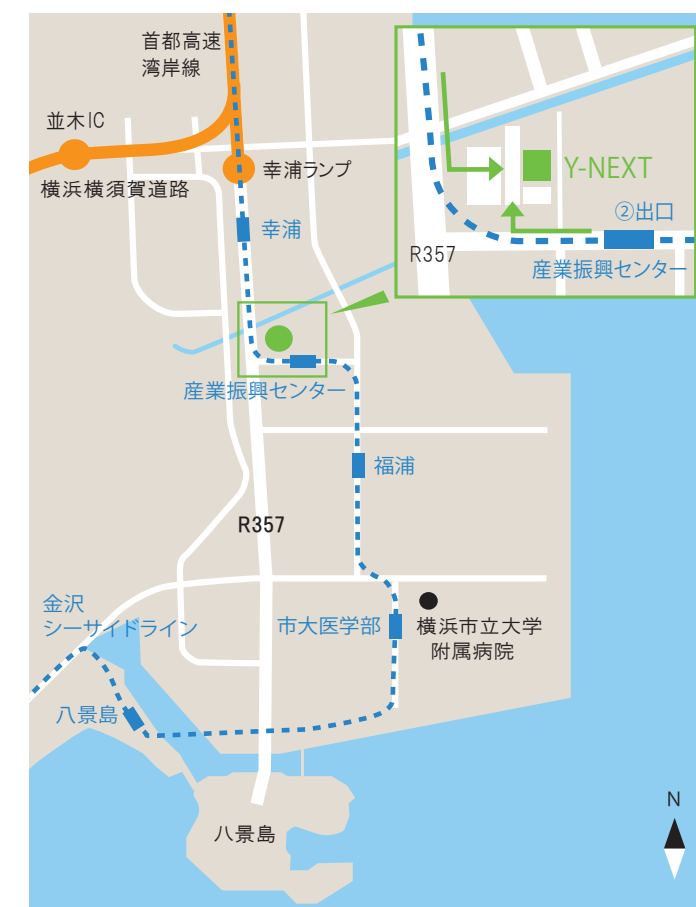 首都高速
湾岸線
並木IC
横浜横須賀道路
幸浦ランプ
幸浦
Y-NEXT
②出口
R357
産業振興センター
産業振興センター
福浦
R357
金沢
シーサイドライン
市大医学部
横浜市立大学
附属病院
八景島
八景島
N